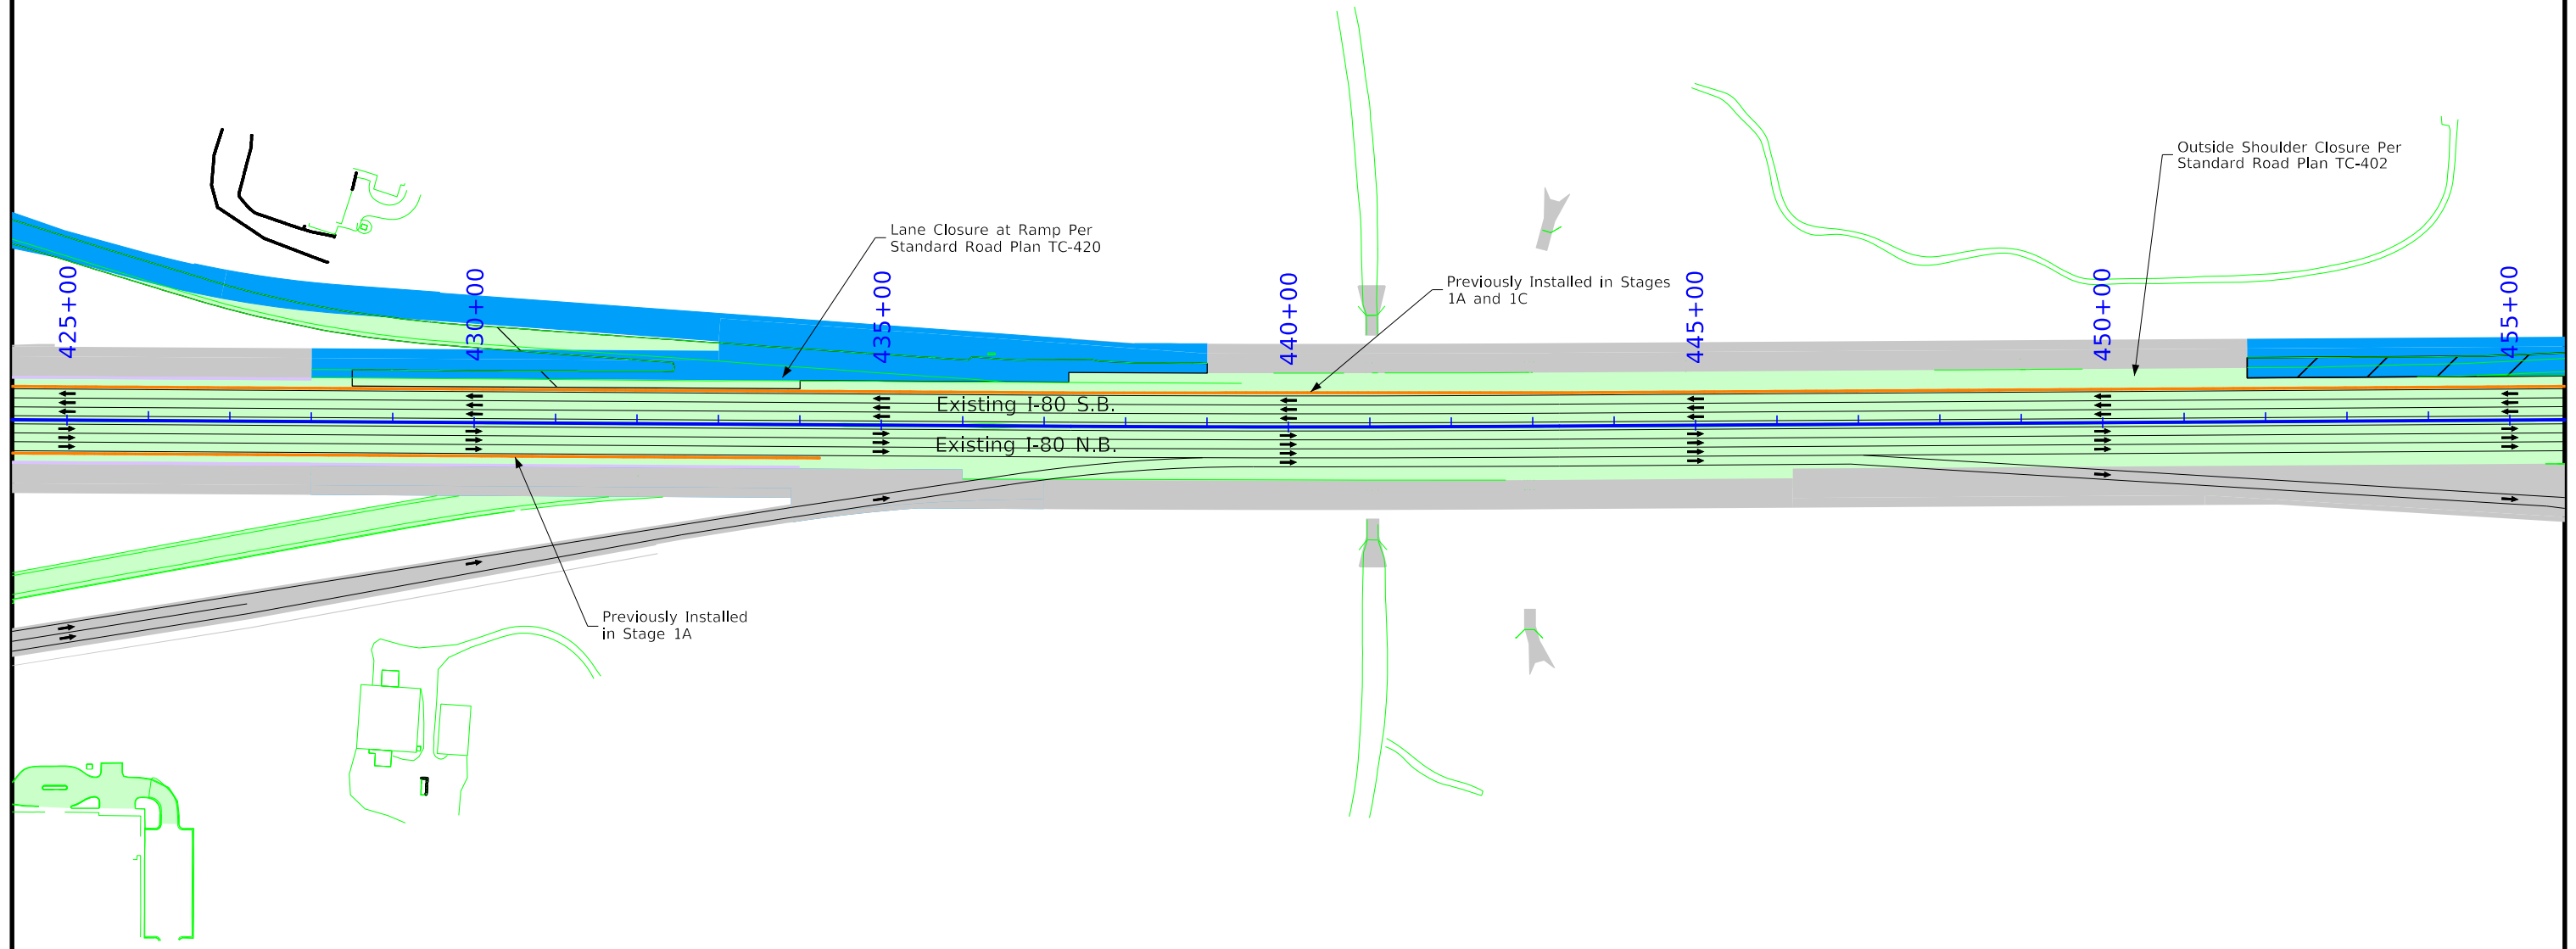 Outside Shoulder Closure Per
Standard Road Plan TC-402
Lane Closure at Ramp Per
Standard Road Plan TC-420
Previously Installed in Stages
1A and 1C
425+00
430+00
435+00
440+00
445+00
450+00
455+00
Existing I-80 S.B.
Existing I-80 N.B.
Previously Installed
in Stage 1A